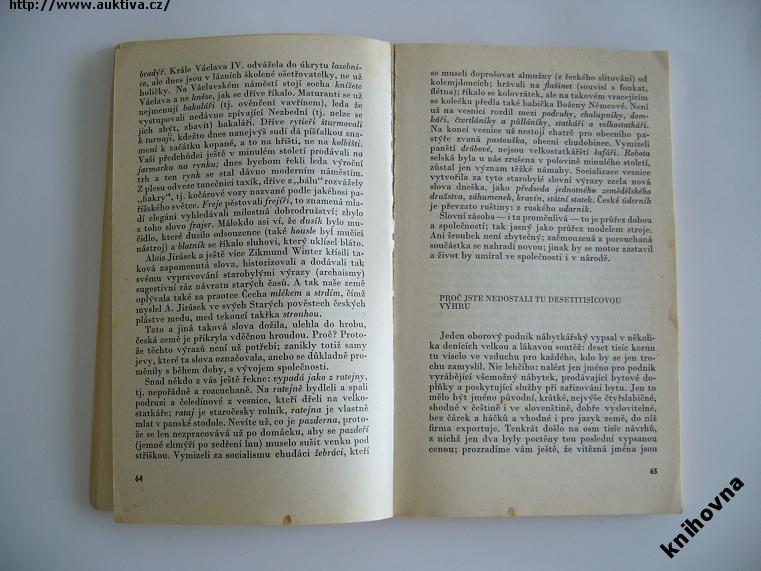 http://www.auktiva.cz/
bradýř. Krále Václava IV. odvážela do úkrytu lazebni-
ce, ale dnes jsou v lázních školené ošetřovatelky, ne už
holičky. Na Václavském náměstí stojí socha knížete
Václava a ne kněze, jak se dříve říkalo. Maturanti se už
nejmenují bakaláři (tj. ověnčení vavřínem), leda že
vystupovali nedávno zpívající Nezbední (tj. nelze se
jich zbýt, zbavit) bakaláři. Dříve rytieři šturmovali
k turnaji, kdežto dnes nanejvýš sudí dá píšťalkou zna-
mení k začátku kopané, a to na hřišti, ne na kolbišti.
Vaši předchůdci ještě v minulém století prodávali na
jarmarku na rynku; dnes bychom řekli leda výroční
trh a ten rynk se stal dávno moderním náměstím.
Z plesu odveze tanečnici taxík, dříve z „bálu" rozvážely
„fiakry" (tj. kočárové vozy nazvané podle jakéhosi pa-
řížského světce. Freje pěstovali frejíři, to znamená mla-
dí elegáni vyhledávali milostná dobrodružství; zbylo
z toho slovo frajer. Málokdo asi ví, že dusík bylo mu-
čidlo, které dusilo odsouzence (také housle byl mučicí
nástroj) a blatník se říkalo sluhovi, který uklízel bláto.
Alois Jirásek a ještě více Zikmund Winter křísili ta-
ková zapomenutá slova, historizovali a dodávali tak
svému vypravování starobylými výrazy (archaismy)
sugestivní ráz návratu starých časů. A tak naše země
oplývala také za praotce Čecha mlékem a strdím, čímž
myslel A. Jirásek ve svých Starých pověstech českých
plástve medu, med tekoucí takřka strouhou.
Tato a jiná taková slova dožila, ulehla do hrobu,
česká země je přikryla vděčnou hroudou. Proč? Proto-
že těchto výrazů není už potřebí; zanikly totiž samy
jevy, které ta slova označovala, anebo se důkladně pro-
měnily s během doby, s vývojem společnosti.
Snad někdo z vás ještě řekne: vypadá jako z ratejny,
tj. nepořádně a rozcuchaně. Na ratejně bydleli a spali
podruzi a čeledínové z vesnice, kteří dřeli na velko-
statkáře; rataj je staročesky rolník, ratejna je vlastně
mlat v panské stodole. Nevíte už, co je pazderna, proto-
že se len nezpracovává už po domácku, aby se pazdeří
(jemné chmýří po zedření lnu) muselo sušit venku pod
stříškou. Vymizeli za socialismu chudáci žebráci, kteří
64
se museli doprošovat almužny (z řeckého slitování) od
kolemjdoucích; hrávali na flašinet (souvisí s foukat,
flétna); říkalo se kolovrátek, ale na takovém vracejícím
se kolečku předla také babička Boženy Němcové. Není
už na vesnici rozdíl mezi podruhy, chalupníky, dom-
káři, čtvrtláníky a půlláníky, statkáři a velkostatkáři.
Na konci vesnice už nestojí chatrč pro obecního pa-
stýře zvaná pastouška, obecní chudobinec. Vymizeli
panští drábové, nejsou velkostatkářští šafáři. Robota
selská byla u nás zrušena v polovině minulého století,
zůstal jen význam těžké námahy. Socializace vesnice
vytvořila za tyto starobylé slovní výrazy zcela nová
slova dneška, jako předseda jednotného zemědělského
družstva, záhumenek, kravín, státní statek. České úderník
je převzato ruštiny: z ruského udarnik.
Slovní zásoba — i ta proměnlivá — to je průřez dobou
a společností; tak jasný jako průřez modelem stroje.
Ani šroubek není zbytečný; začmouzená a porouchaná
součástka se nahradí novou; jinak by se motor zastavil
a život by umíral ve společnosti i v národě.
PROČ JSTE NEDOSTALI TU DESETITISÍCOVOU
VÝHRU
Jeden oborový podnik nábytkářský vypsal v několi-
ka denících velkou a lákavou soutěž: deset tisíc korun
tu viselo ve vzduchu pro každého, kdo by se jen tro-
chu zamyslil. Nic lehčího: nalézt jen jméno pro podnik
vyrábějící všemožný nábytek, prodávající bytové do-
plňky a poskytující služby při zařizování bytu. Jen to
mělo být jméno původní, krátké, nejvýše čtyřslabičné,
shodné v češtině i ve slovenštině, dobře vyslovitelné,
bez čárek a háčků a vhodné i pro jazyk země, do níž
firma exportuje. Tenkrát došlo na osm tisíc návrhů,
z nichž jen dva byly poctěny tou poslední vypsanou
cenou; prozradíme vám ještě, že vítězná jména jsou
65
knihovna